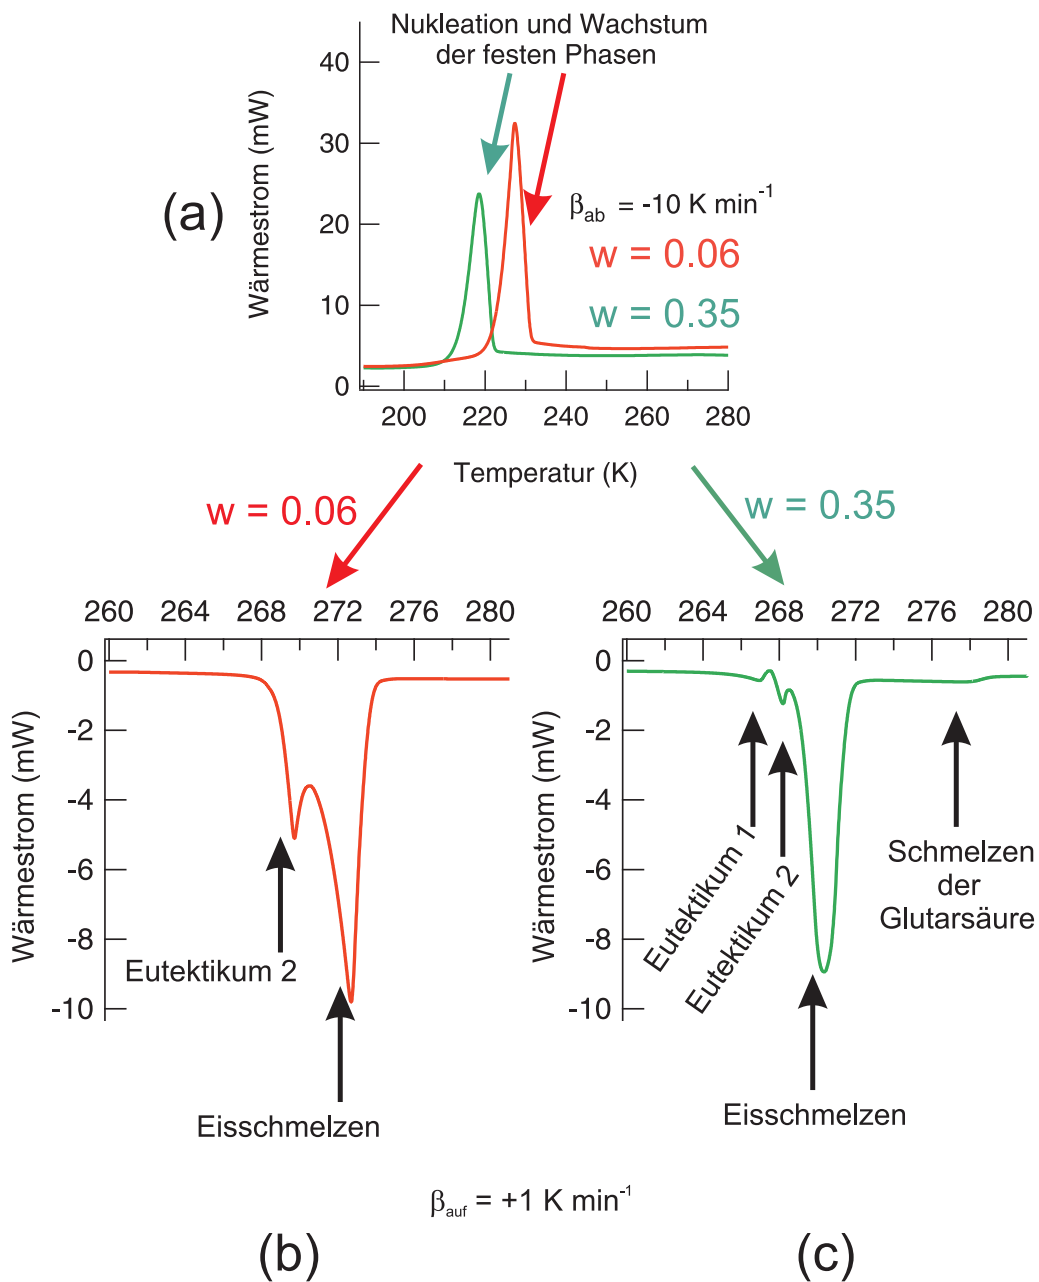 Nukleation und Wachstum
der festen Phasen
40
30
20
10
0
Wärmestrom (mW)
(a)
βab = -10 K min-1
w = 0.06
w = 0.35
200 220 240 260 280
Temperatur (K)
w = 0.06
w = 0.35
260 264 268 272 276 280
0
-2
-4
-6
-8
-10
Wärmestrom (mW)
Eutektikum 2
Eisschmelzen
260 264 268 272 276 280
0
-2
-4
-6
-8
-10
Wärmestrom (mW)
Eutektikum 1
Eutektikum 2
Schmelzen
der
Glutarsäure
Eisschmelzen
βauf = +1 K min-1
(b)
(c)